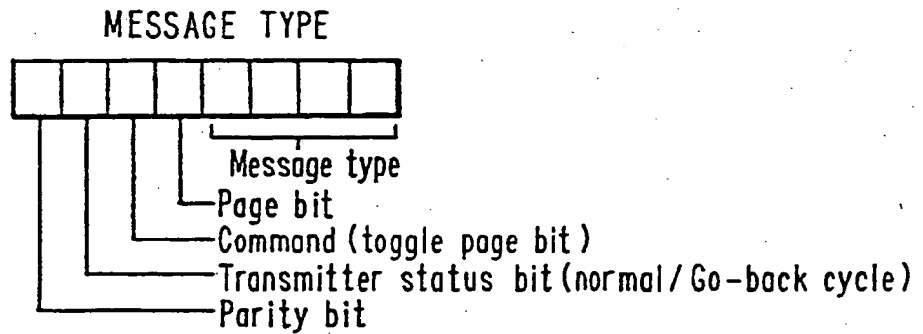 MESSAGE TYPE
Message type
Page bit
Command (toggle page bit)
Transmitter status bit (normal/Go-back cycle)
Parity bit